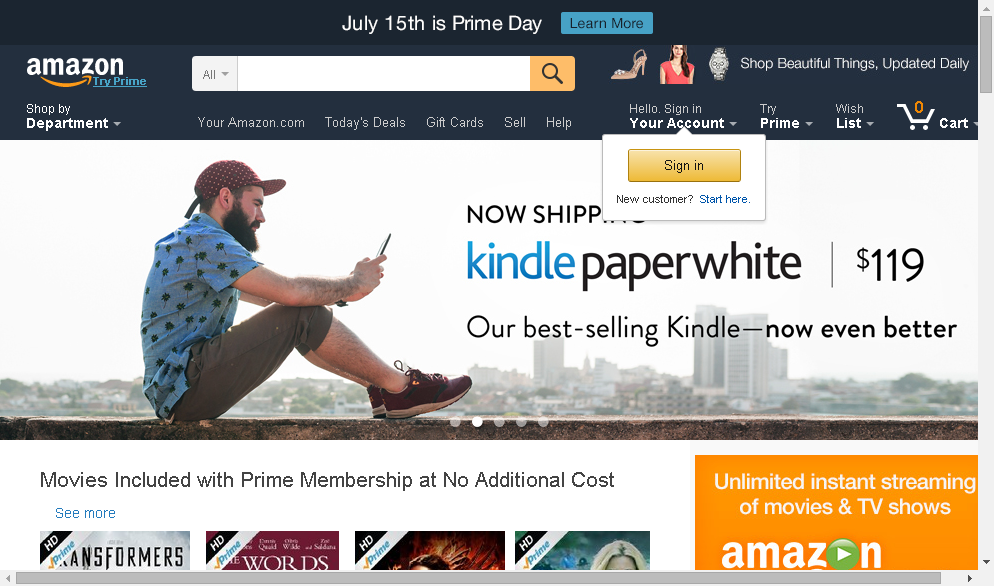 July 15th is Prime Day
Learn More
amazon
Try Prime
All
Shop Beautiful Things, Updated Daily
Shop by
Department
Your Amazon.com
Today's Deals
Gift Cards
Sell
Help
Hello. Sign in
Your Account
Try
Prime
Wish
List
0
Cart
Sign in
New customer? Start here.
NOW SHIPPING
kindle paperwhite
$119
Our best-selling Kindle—now even better
Movies Included with Prime Membership at No Additional Cost
See more
Unlimited instant streaming
of movies & TV shows
amazon
HD
Prime
TRANSFORMERS
HD
Prime
Dennis Quaid Olivia Wilde Zoë Saldana
THE WORDS
HD
Prime
HD
Prime